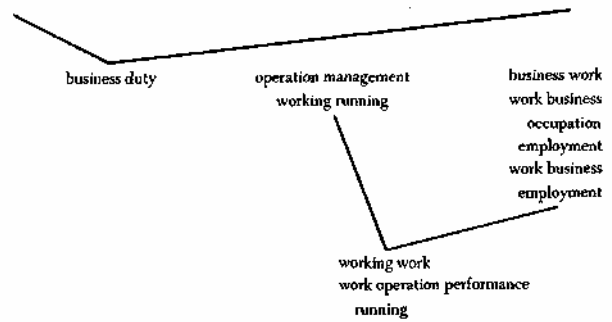 business duty
operation management
working running
business work
work business
occupation
employment
work business
employment
working work
work operation performance
running